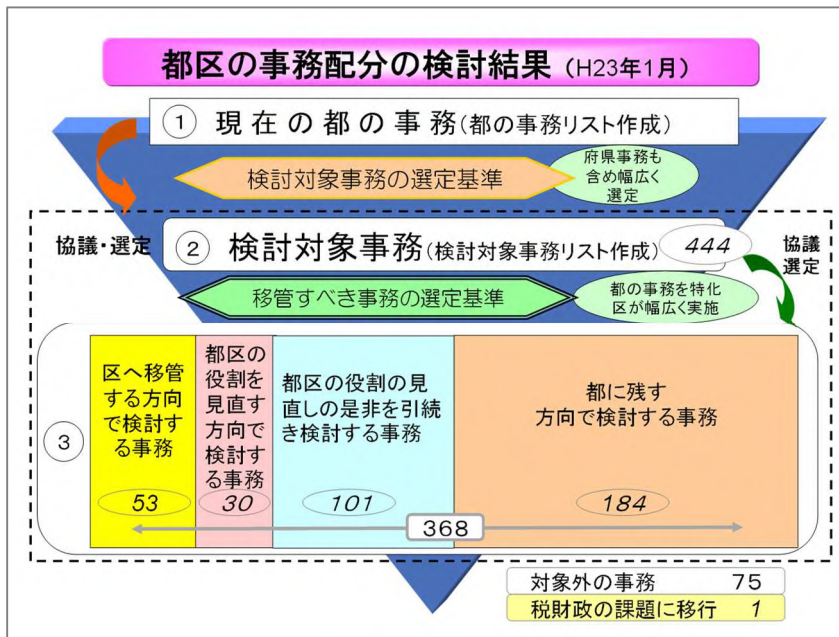 都区の事務配分の検討結果（H23年1月）
① 現在の都の事務(都の事務リスト作成)
検討対象事務の選定基準
府県事務も
含め幅広く
選定
協議・選定
② 検討対象事務(検討対象事務リスト作成)
444
協議
選定
移管すべき事務の選定基準
都の事務を特化
区が幅広く実施
③
区へ移管
する方向
で検討す
る事務
53
都区の
役割を
見直す
方向で
検討す
る事務
30
都区の役割の見
直しの是非を引続
き検討する事務
101
都に残す
方向で検討する事務
184
368
対象外の事務 75
税財政の課題に移行 1